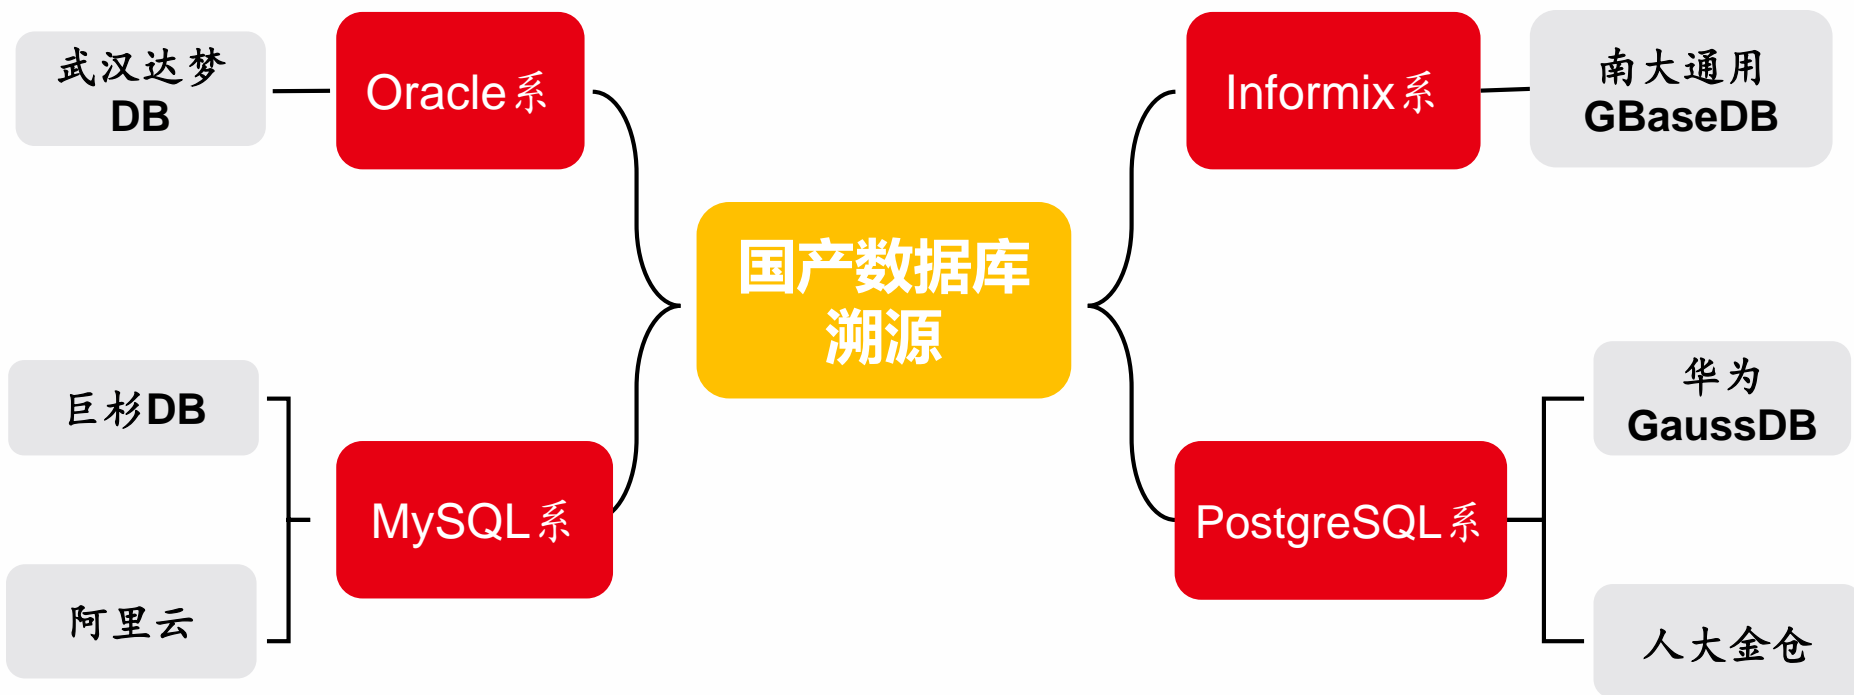 武汉达梦
DB
Oracle系
Informix系
南大通用
GBaseDB
国产数据库
溯源
巨杉DB
阿里云
MySQL系
PostgreSQL系
华为
GaussDB
人大金仓